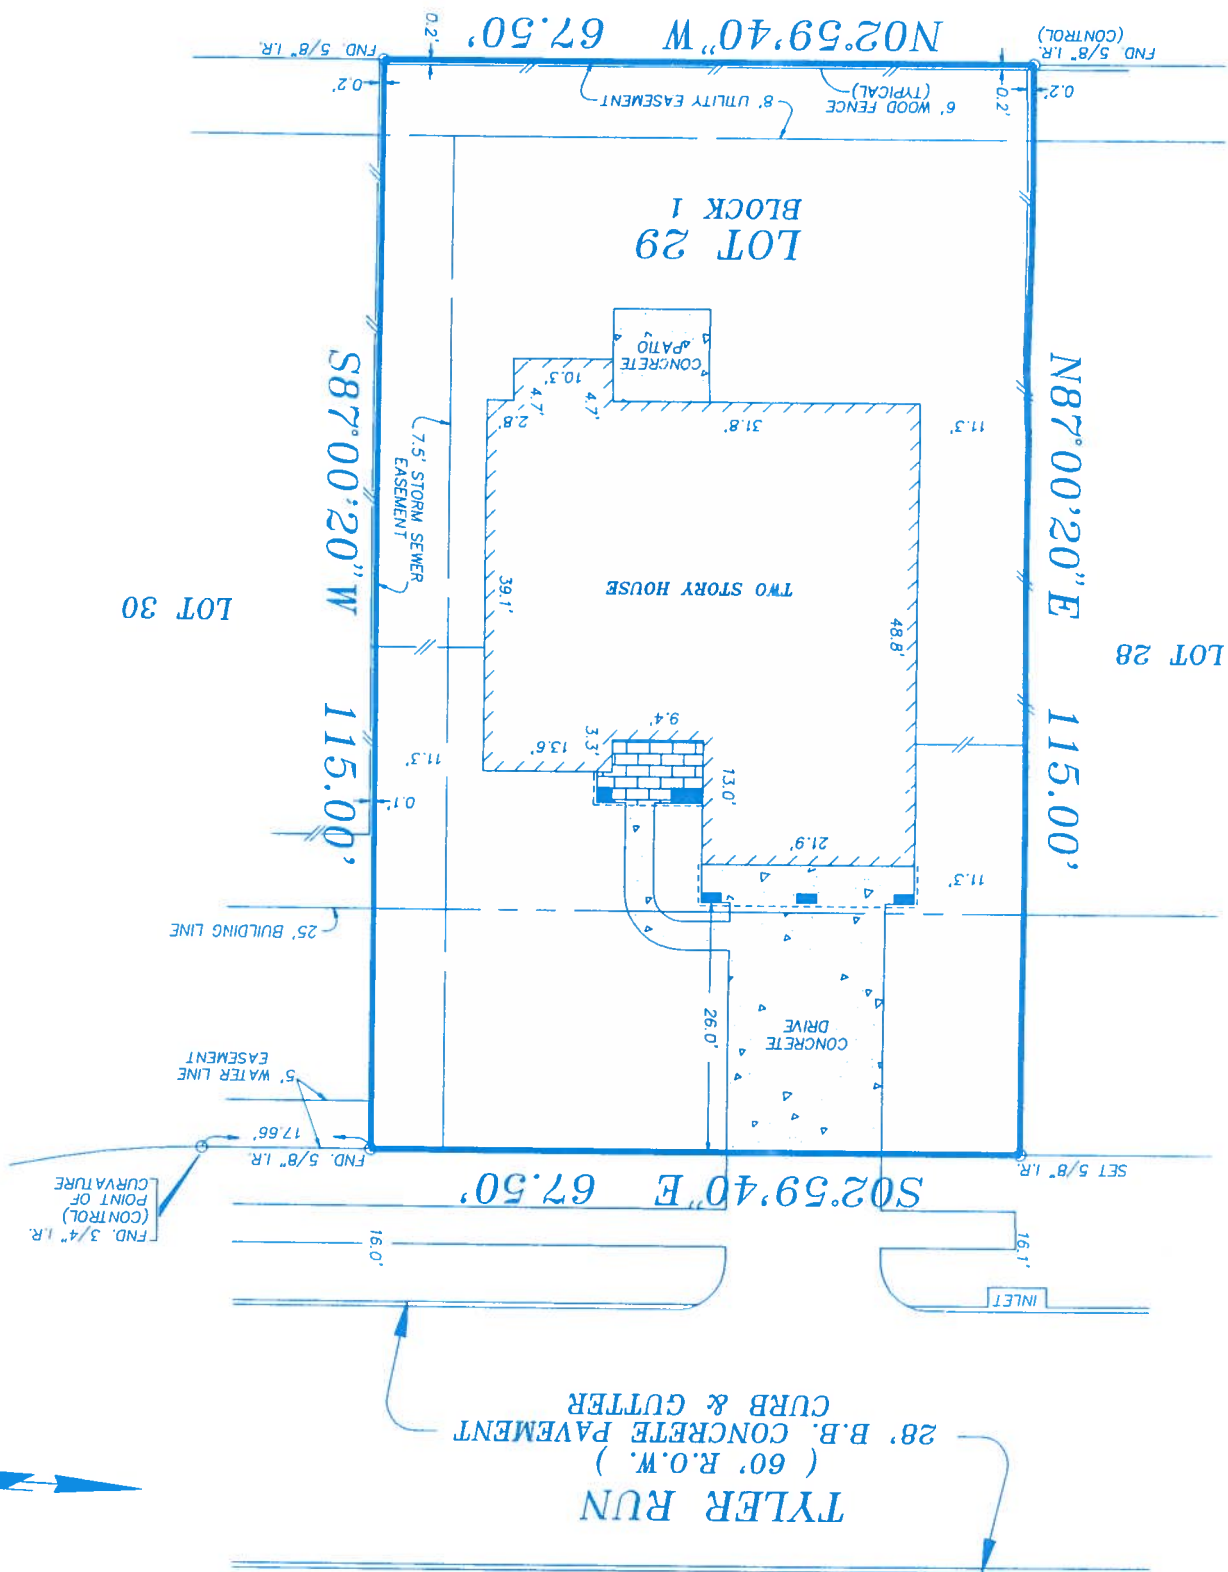 TYLER RUN
( 60' R.O.W. )
28' B.B. CONCRETE PAVEMENT
CURB & GUTTER
INLET
16.1'
16.0'
FND. 3/4" I.R.
(CONTROL)
POINT OF
CURVATURE
S02°59'40"E 67.50'
SET 5/8" I.R.
FND. 5/8" I.R.
17.66'
5' WATER LINE
EASEMENT
CONCRETE
DRIVE
26.0'
25' BUILDING LINE
11.3'
21.9'
13.0'
0.1'
11.3'
13.6'
3.3'
9.4'
N87°00'20"E 115.00'
S87°00'20"W 115.00'
LOT 28
LOT 30
48.8'
TWO STORY HOUSE
39.1'
7.5' STORM SEWER
EASEMENT
11.3'
31.8'
4.7'
10.3'
4.7'
2.8'
CONCRETE
PATIO
LOT 29
BLOCK 1
6' WOOD FENCE
(TYPICAL)
8' UTILITY EASEMENT
0.2'
0.2'
0.2'
0.2'
FND. 5/8" I.R.
(CONTROL)
FND. 5/8" I.R.
N02°59'40"W 67.50'